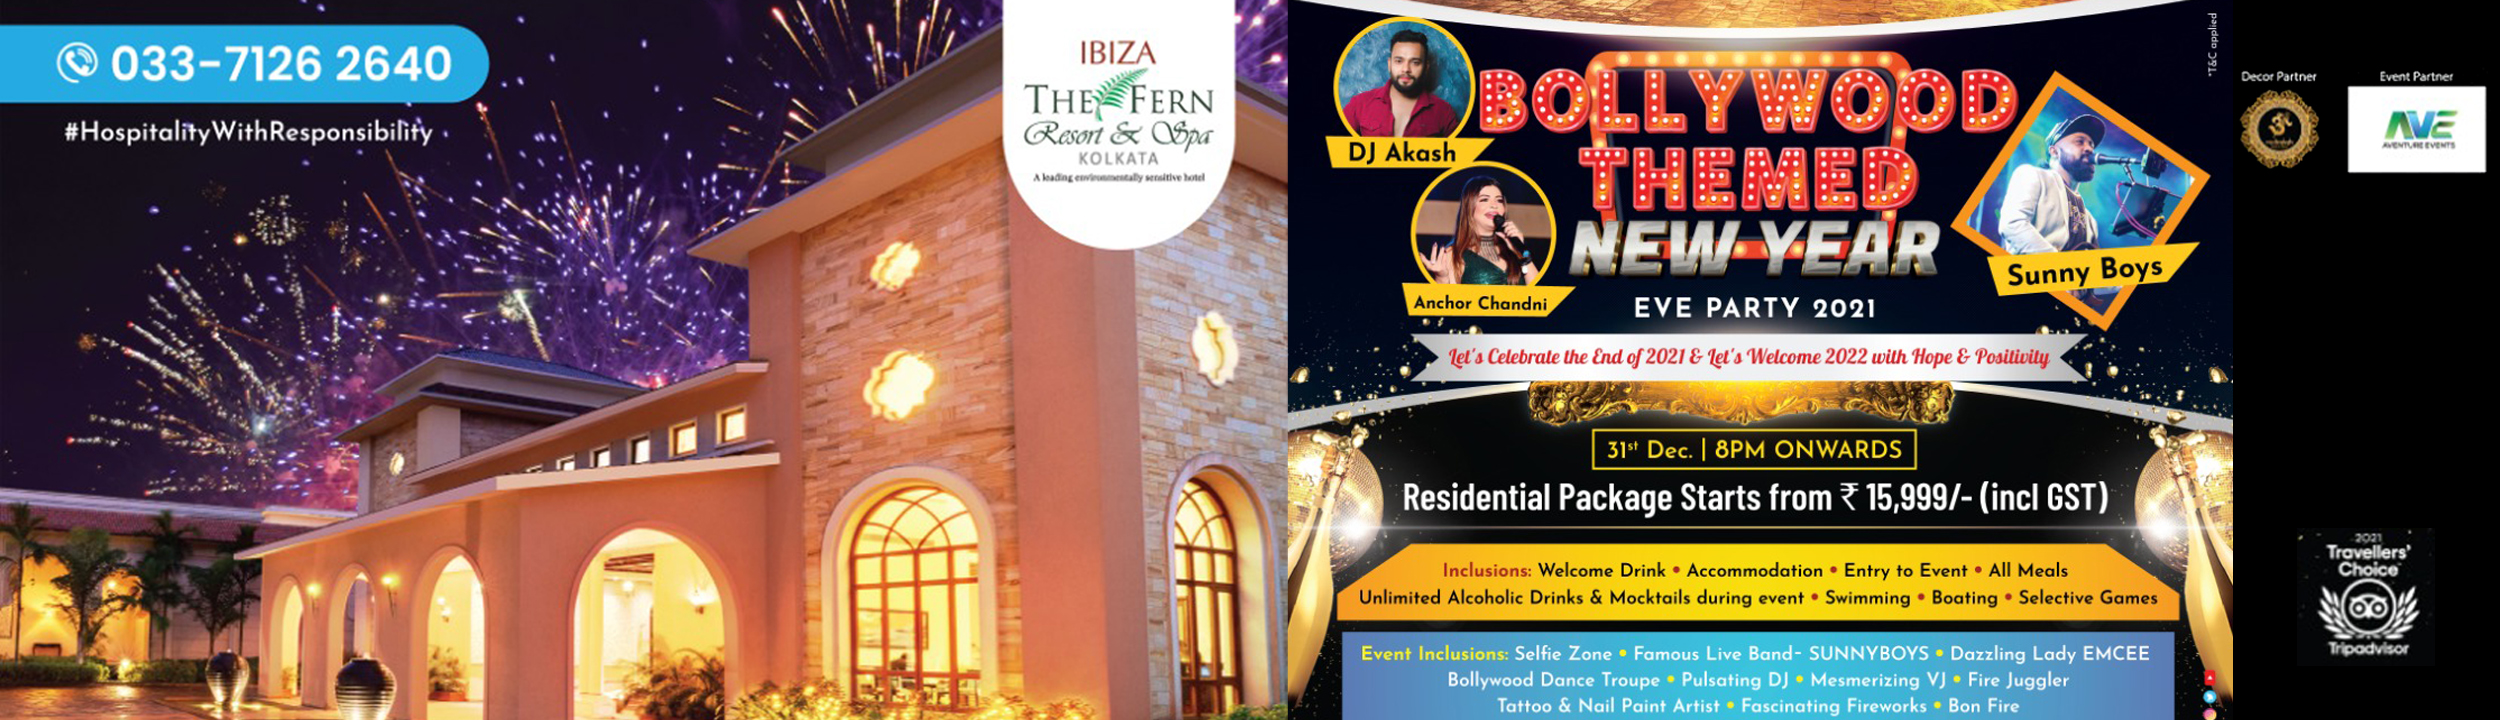 033-7126 2640
#HospitalityWithResponsibility
IBIZA
THE FERN
Resort & Spa
KOLKATA
A leading environmentally sensitive hotel
*T&C applied
DJ Akash
Anchor Chandni
BOLLYWOOD
THEMED
NEW YEAR
EVE PARTY 2021
Sunny Boys
Let's Celebrate the End of 2021 & Let's Welcome 2022 with Hope & Positivity
31st Dec. | 8PM ONWARDS
Residential Package Starts from ₹ 15,999/- (incl GST)
Inclusions: Welcome Drink • Accommodation • Entry to Event • All Meals
Unlimited Alcoholic Drinks & Mocktails during event • Swimming • Boating • Selective Games
Event Inclusions: Selfie Zone • Famous Live Band- SUNNYBOYS • Dazzling Lady EMCEE
Bollywood Dance Troupe • Pulsating DJ • Mesmerizing VJ • Fire Juggler
Tattoo & Nail Paint Artist • Fascinating Fireworks • Bon Fire
Decor Partner
Event Partner
AVE
AVENTURE EVENTS
2021
Travellers'
Choice
Tripadvisor